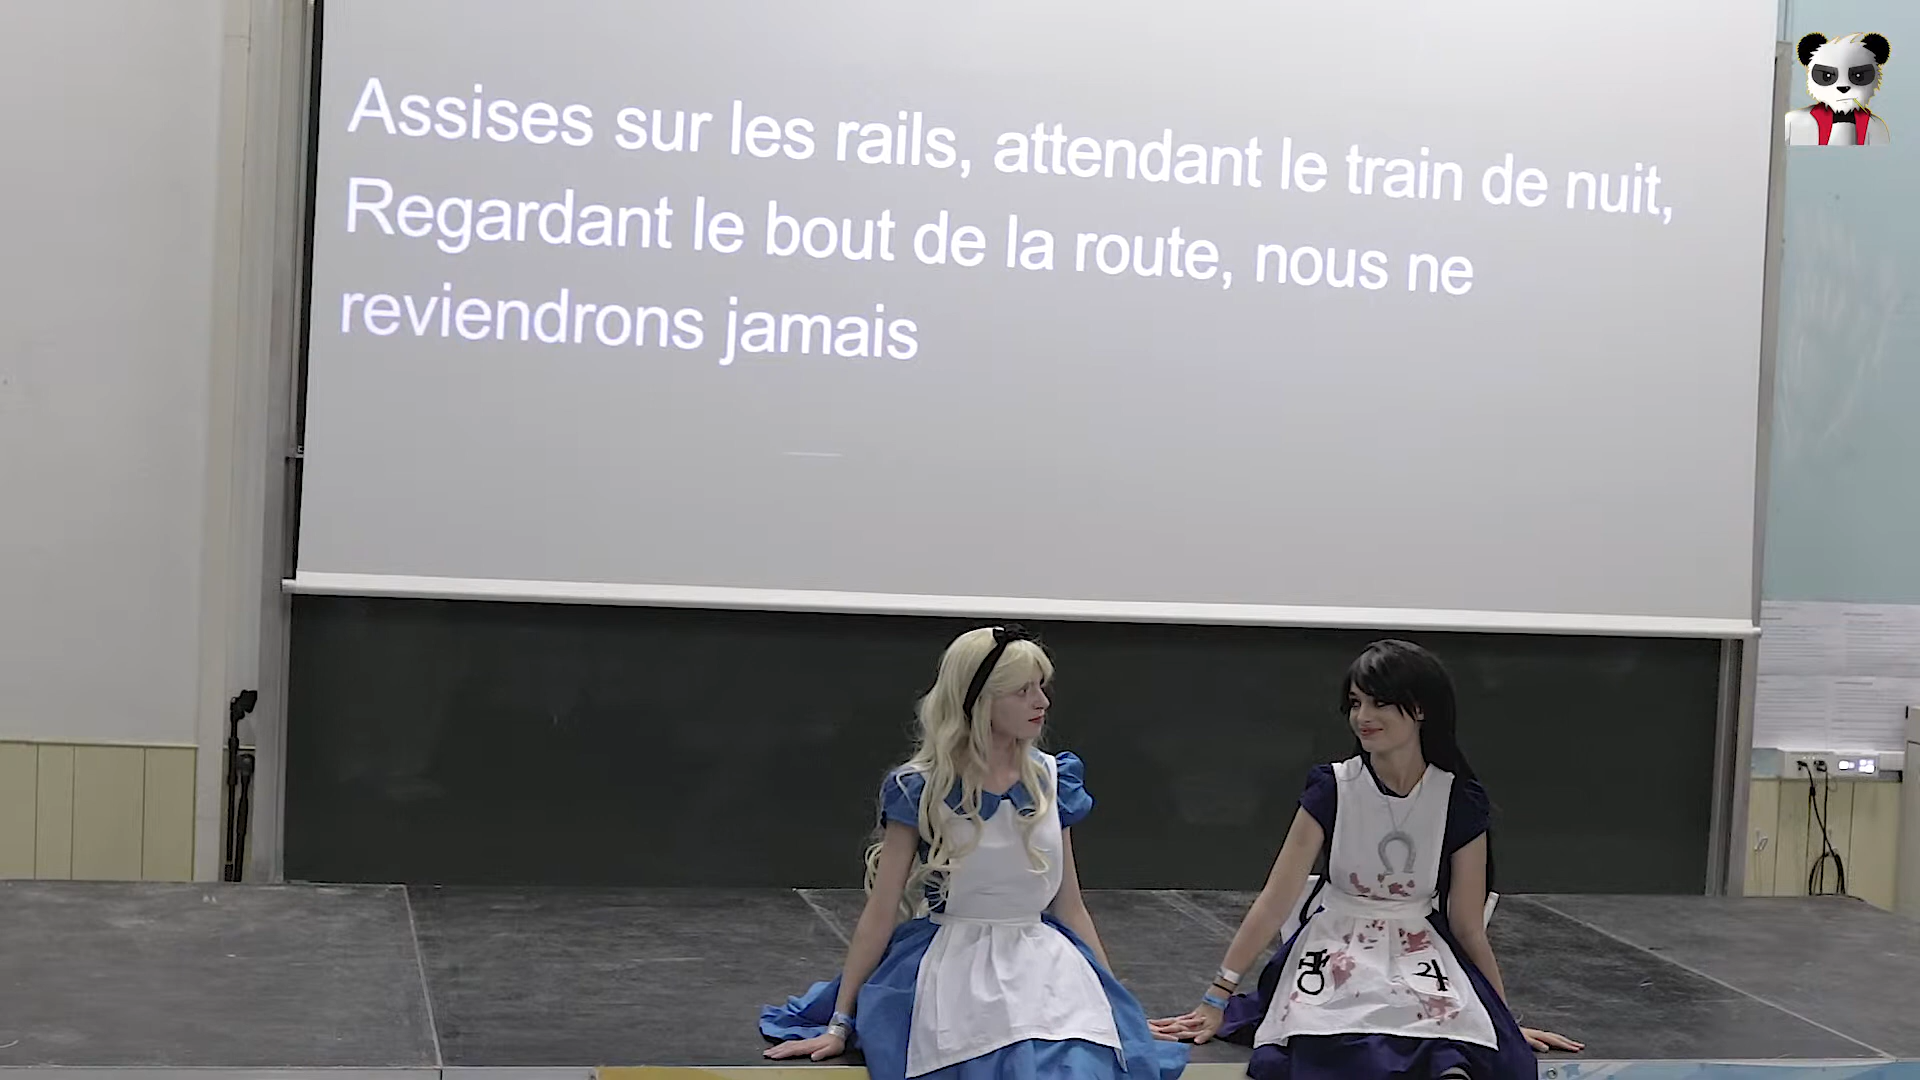 Assises sur les rails, attendant le train de nuit,
Regardant le bout de la route, nous ne
reviendrons jamais